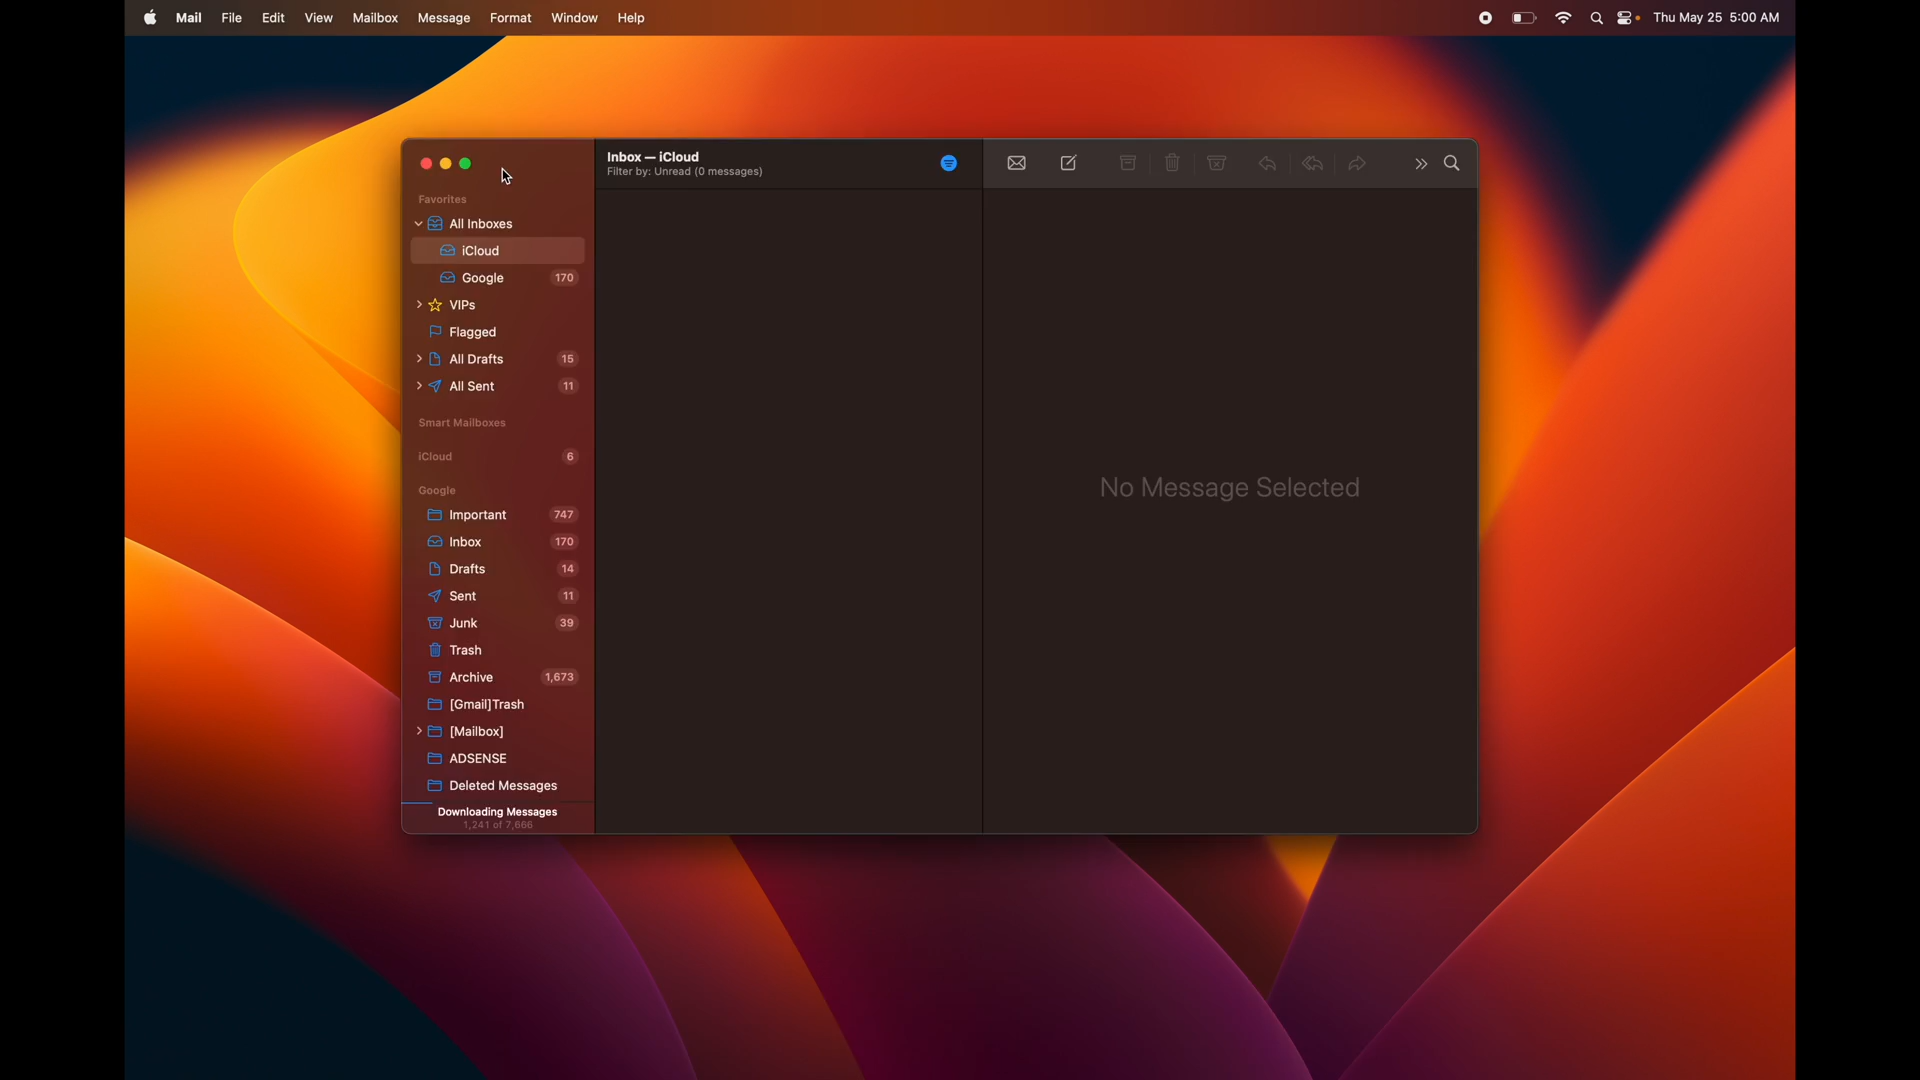 Mail File Edit View Mailbox Message Format Window Help Thu May 25 5:00 AM
Inbox — iCloud
Filter by: Unread (0 messages)
Favorites
All Inboxes
iCloud
Google 170
VIPs
Flagged
All Drafts 15
All Sent 11
Smart Mailboxes
iCloud 6
Google
Important 747
Inbox 170
Drafts 14
Sent 11
Junk 39
Trash
Archive 1,673
[Gmail]Trash
[Mailbox]
ADSENSE
Deleted Messages
Downloading Messages
1,241 of 7,666
No Message Selected